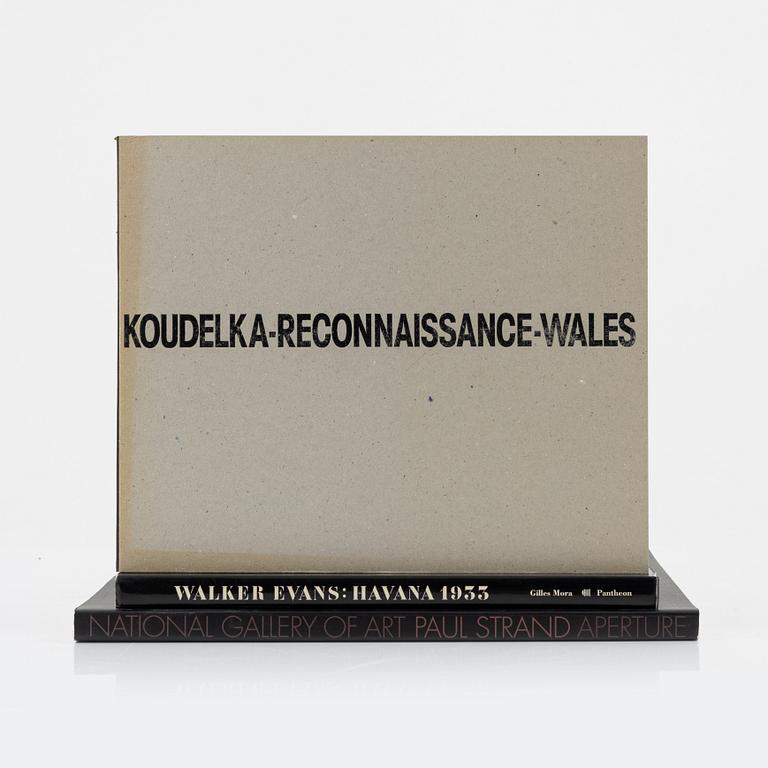 KOUDELKA-RECONNAISSANCE-WALES
WALKER EVANS: HAVANA 1933 Gilles Mora Pantheon
NATIONAL GALLERY OF ART PAUL STRAND APERTURE